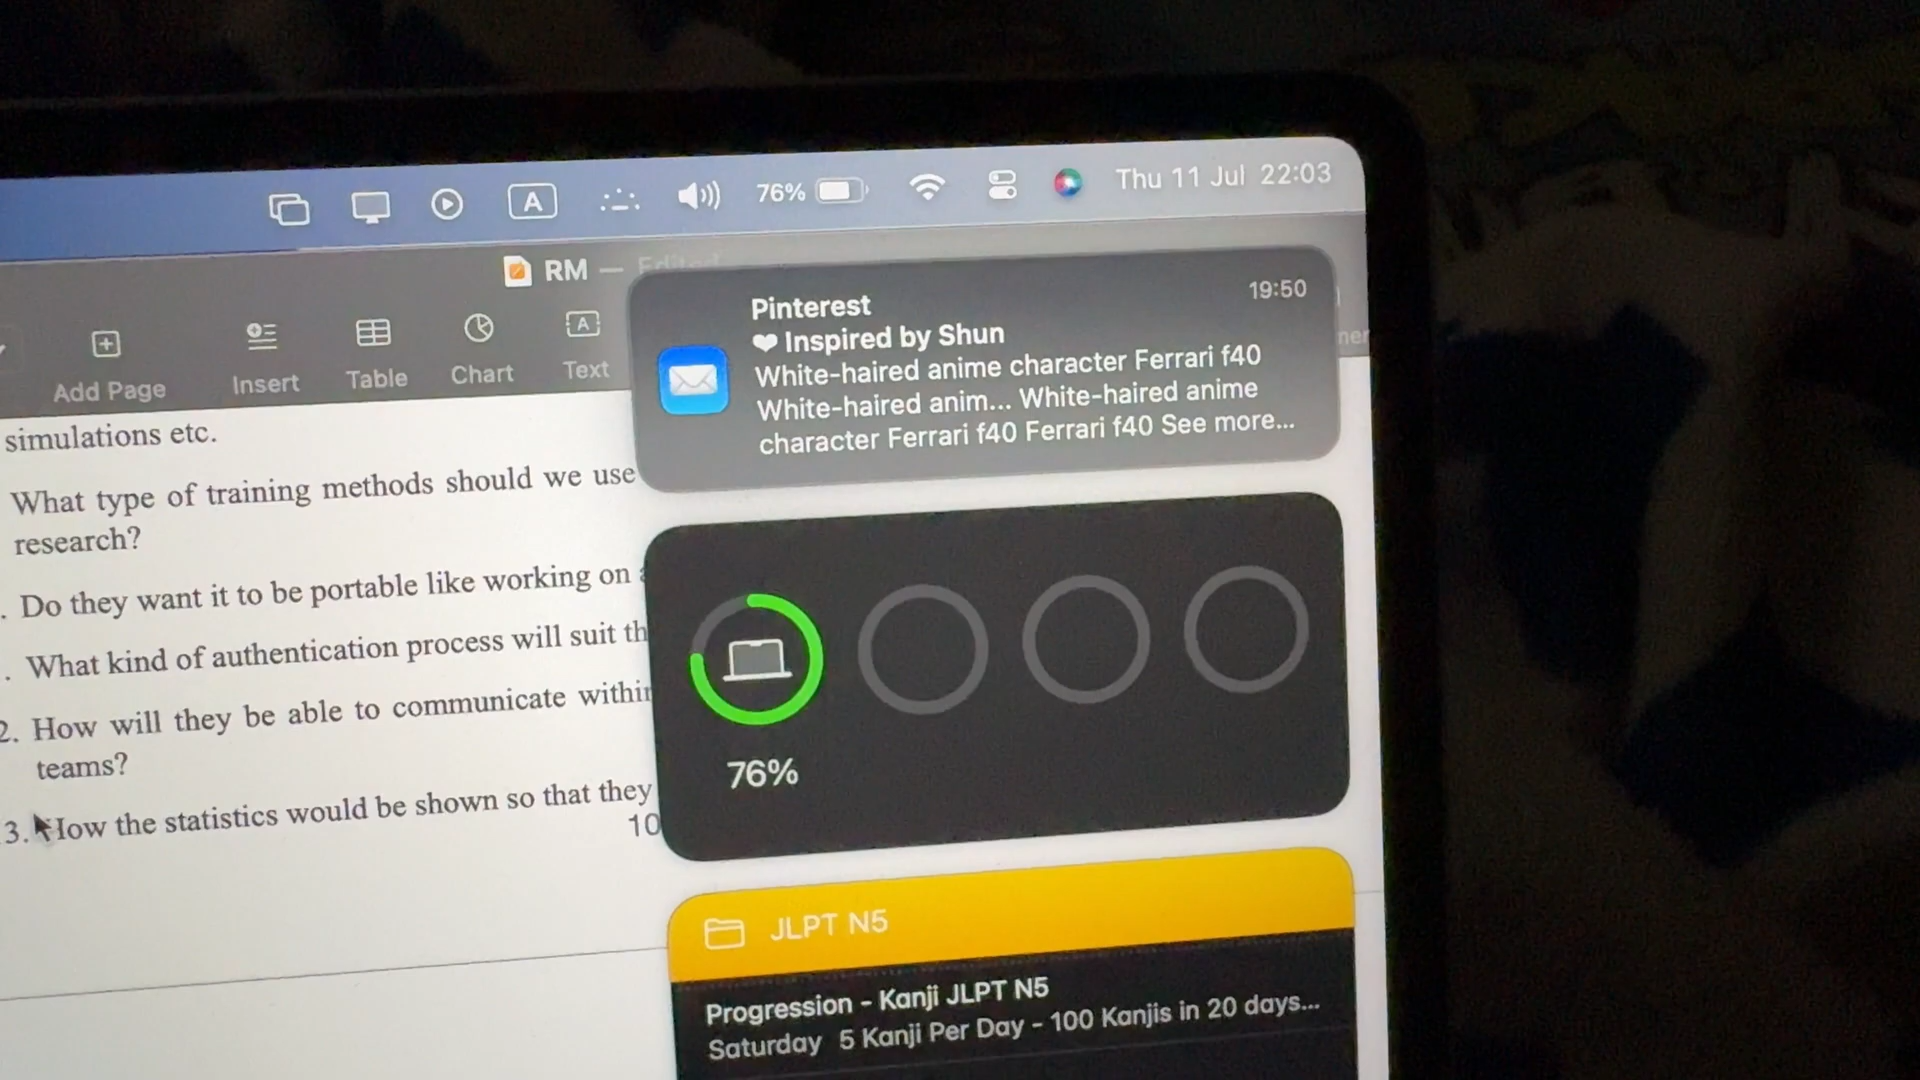 A
76%
Thu 11 Jul 22:03
RM —
Add Page
Insert
Table
Chart
A
Text
Pinterest
19:50
❤ Inspired by Shun
White-haired anime character Ferrari f40
White-haired anim... White-haired anime
character Ferrari f40 Ferrari f40 See more...
simulations etc.
What type of training methods should we use
research?
. Do they want it to be portable like working on
. What kind of authentication process will suit th
2. How will they be able to communicate within
teams?
3. How the statistics would be shown so that they
10
76%
JLPT N5
Progression - Kanji JLPT N5
Saturday 5 Kanji Per Day - 100 Kanjis in 20 days...